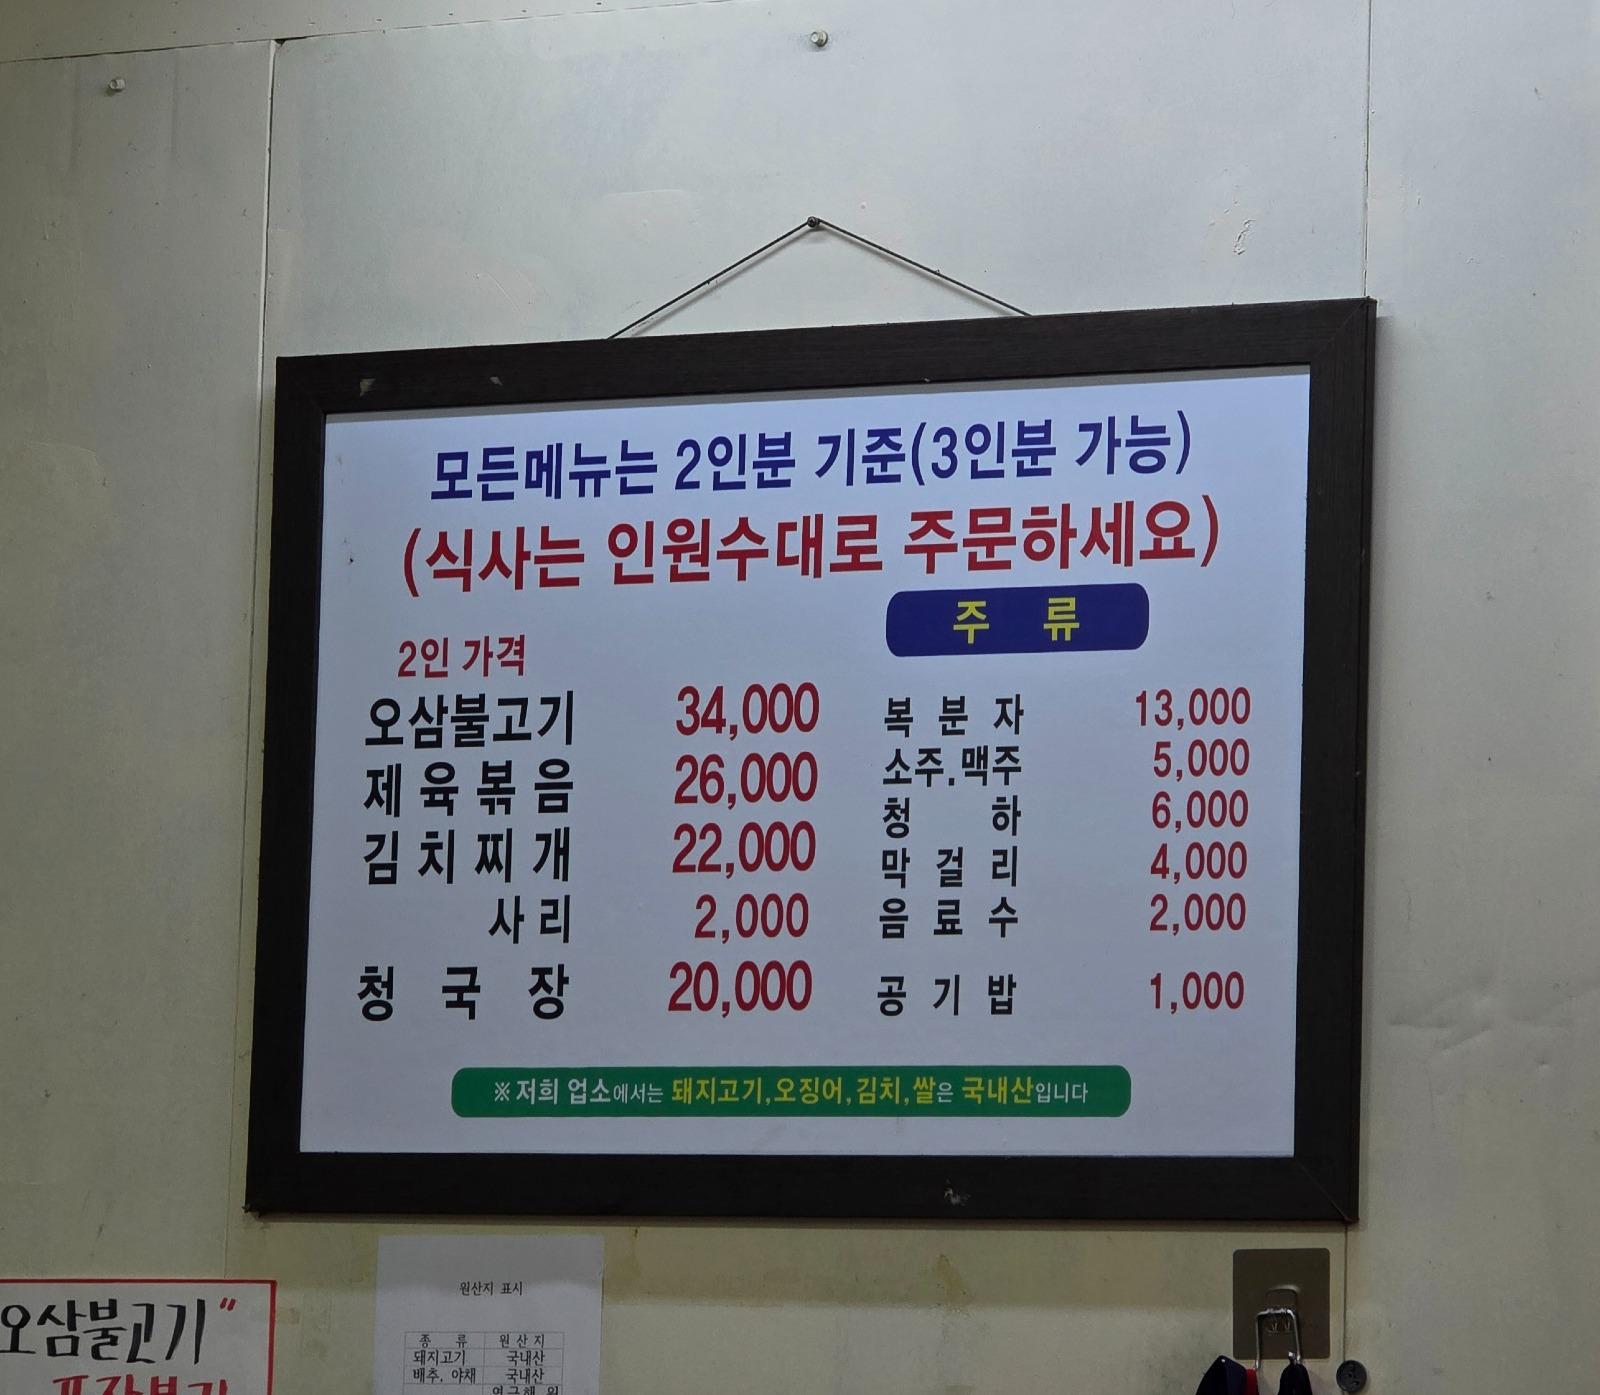 모든메뉴는 2인분 기준(3인분 가능)
(식사는 인원수대로 주문하세요)
2인 가격
오삼불고기 34,000
제육볶음 26,000
김치찌개 22,000
사리 2,000
청국장 20,000
주류
복분자 13,000
소주.맥주 5,000
청하 6,000
막걸리 4,000
음료수 2,000
공기밥 1,000
※저희 업소에서는 돼지고기,오징어,김치,쌀은 국내산입니다
오삼불고기"
원산지 표시
종 류 원산지
돼지고기 국내산
배추. 야채 국내산